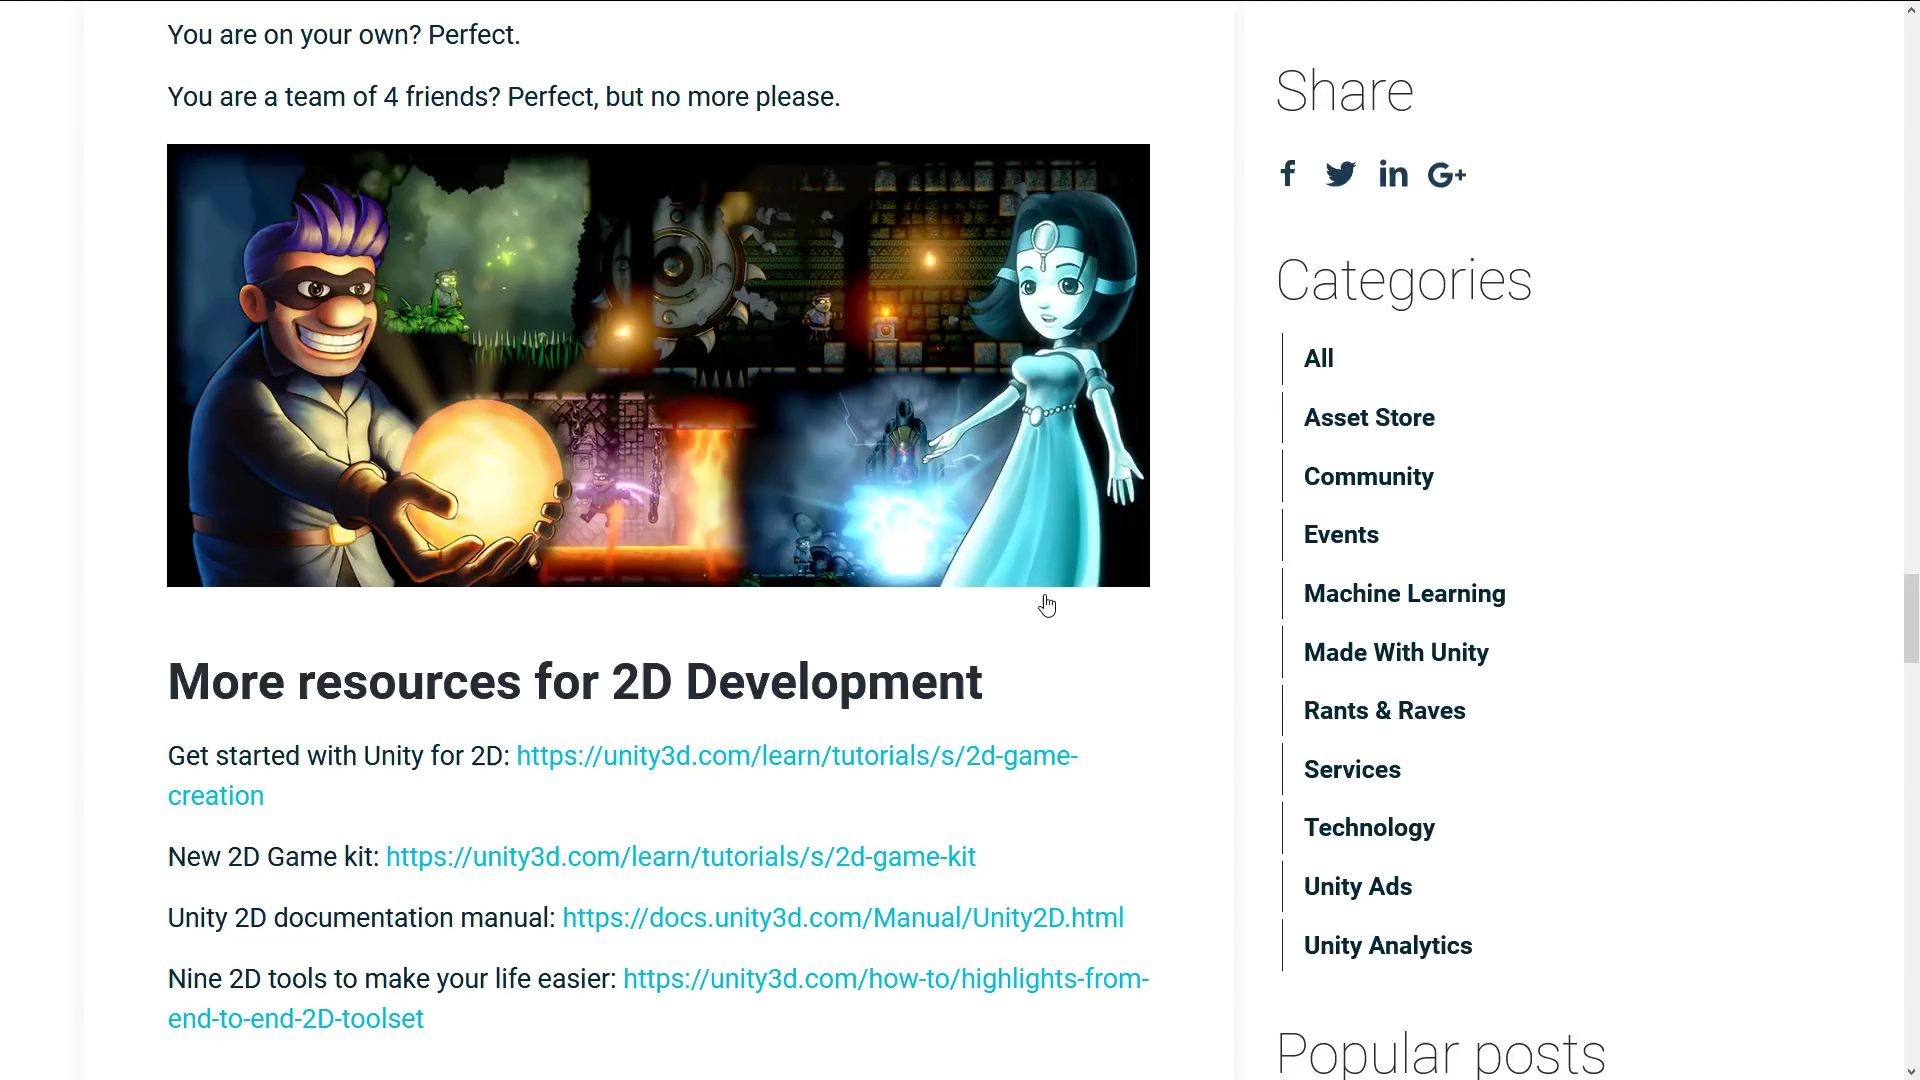 You are on your own? Perfect.
You are a team of 4 friends? Perfect, but no more please.
More resources for 2D Development
Get started with Unity for 2D: https://unity3d.com/learn/tutorials/s/2d-game-
creation
New 2D Game kit: https://unity3d.com/learn/tutorials/s/2d-game-kit
Unity 2D documentation manual: https://docs.unity3d.com/Manual/Unity2D.html
Nine 2D tools to make your life easier: https://unity3d.com/how-to/highlights-from-
end-to-end-2D-toolset
Share
f
in
G+
Categories
All
Asset Store
Community
Events
Machine Learning
Made With Unity
Rants & Raves
Services
Technology
Unity Ads
Unity Analytics
Popular posts